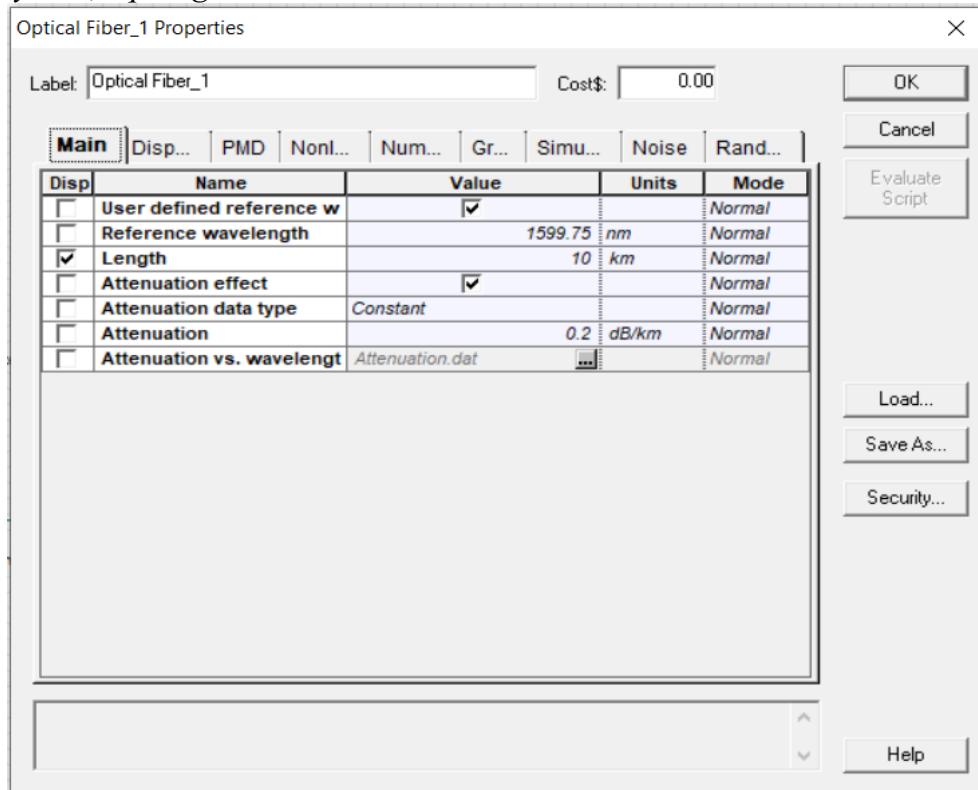 Optical Fiber_1 Properties
Label: Optical Fiber_1 Cost$: 0.00 OK
Cancel
Main Disp... PMD Nonl... Num... Gr... Simu... Noise Rand...
Evaluate Script
Disp Name Value Units Mode
User defined reference w Normal
Reference wavelength 1599.75 nm Normal
Length 10 km Normal
Attenuation effect Normal
Attenuation data type Constant Normal
Attenuation 0.2 dB/km Normal
Attenuation vs. wavelengt Attenuation.dat ... Normal
Load...
Save As...
Security...
Help